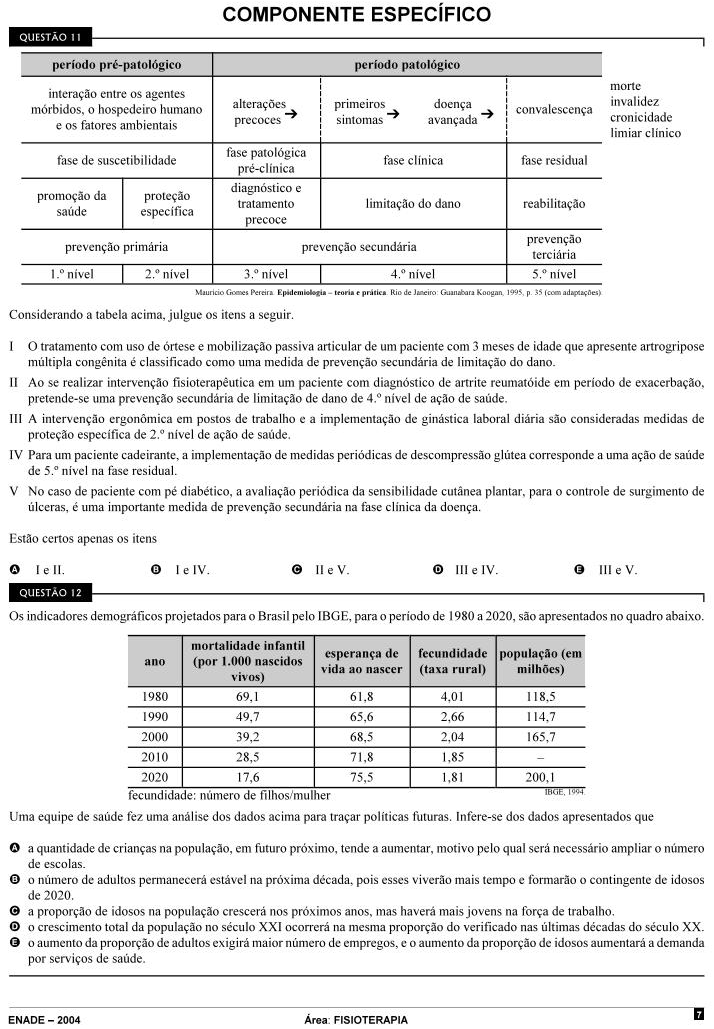 COMPONENTE ESPECÍFICO
QUESTÃO 11
período pré-patológico período patológico
interação entre os agentes
mórbidos, o hospedeiro humano
e os fatores ambientais
alterações
precoces ➔
primeiros
sintomas ➔
doença
avançada ➔
convalescença
morte
invalidez
cronicidade
limiar clínico
fase de suscetibilidade
fase patológica
pré-clínica
fase clínica
fase residual
promoção da
saúde
proteção
específica
diagnóstico e
tratamento
precoce
limitação do dano
reabilitação
prevenção primária
prevenção secundária
prevenção
terciária
1.º nível 2.º nível 3.º nível 4.º nível 5.º nível
Maurício Gomes Pereira. Epidemiologia – teoria e prática. Rio de Janeiro: Guanabara Koogan, 1995, p. 35 (com adaptações).
Considerando a tabela acima, julgue os itens a seguir.
I O tratamento com uso de órtese e mobilização passiva articular de um paciente com 3 meses de idade que apresente artrogripose
múltipla congênita é classificado como uma medida de prevenção secundária de limitação do dano.
II Ao se realizar intervenção fisioterapêutica em um paciente com diagnóstico de artrite reumatóide em período de exacerbação,
pretende-se uma prevenção secundária de limitação de dano de 4.º nível de ação de saúde.
III A intervenção ergonômica em postos de trabalho e a implementação de ginástica laboral diária são consideradas medidas de
proteção específica de 2.º nível de ação de saúde.
IV Para um paciente cadeirante, a implementação de medidas periódicas de descompressão glútea corresponde a uma ação de saúde
de 5.º nível na fase residual.
V No caso de paciente com pé diabético, a avaliação periódica da sensibilidade cutânea plantar, para o controle de surgimento de
úlceras, é uma importante medida de prevenção secundária na fase clínica da doença.
Estão certos apenas os itens
A I e II. B I e IV. C II e V. D III e IV. E III e V.
QUESTÃO 12
Os indicadores demográficos projetados para o Brasil pelo IBGE, para o período de 1980 a 2020, são apresentados no quadro abaixo.
ano
mortalidade infantil
(por 1.000 nascidos
vivos)
esperança de
vida ao nascer
fecundidade
(taxa rural)
população (em
milhões)
1980 69,1 61,8 4,01 118,5
1990 49,7 65,6 2,66 114,7
2000 39,2 68,5 2,04 165,7
2010 28,5 71,8 1,85 –
2020 17,6 75,5 1,81 200,1
fecundidade: número de filhos/mulher IBGE, 1994.
Uma equipe de saúde fez uma análise dos dados acima para traçar políticas futuras. Infere-se dos dados apresentados que
A a quantidade de crianças na população, em futuro próximo, tende a aumentar, motivo pelo qual será necessário ampliar o número
de escolas.
B o número de adultos permanecerá estável na próxima década, pois esses viverão mais tempo e formarão o contingente de idosos
de 2020.
C a proporção de idosos na população crescerá nos próximos anos, mas haverá mais jovens na força de trabalho.
D o crescimento total da população no século XXI ocorrerá na mesma proporção do verificado nas últimas décadas do século XX.
E o aumento da proporção de adultos exigirá maior número de empregos, e o aumento da proporção de idosos aumentará a demanda
por serviços de saúde.
7
ENADE – 2004 Área: FISIOTERAPIA